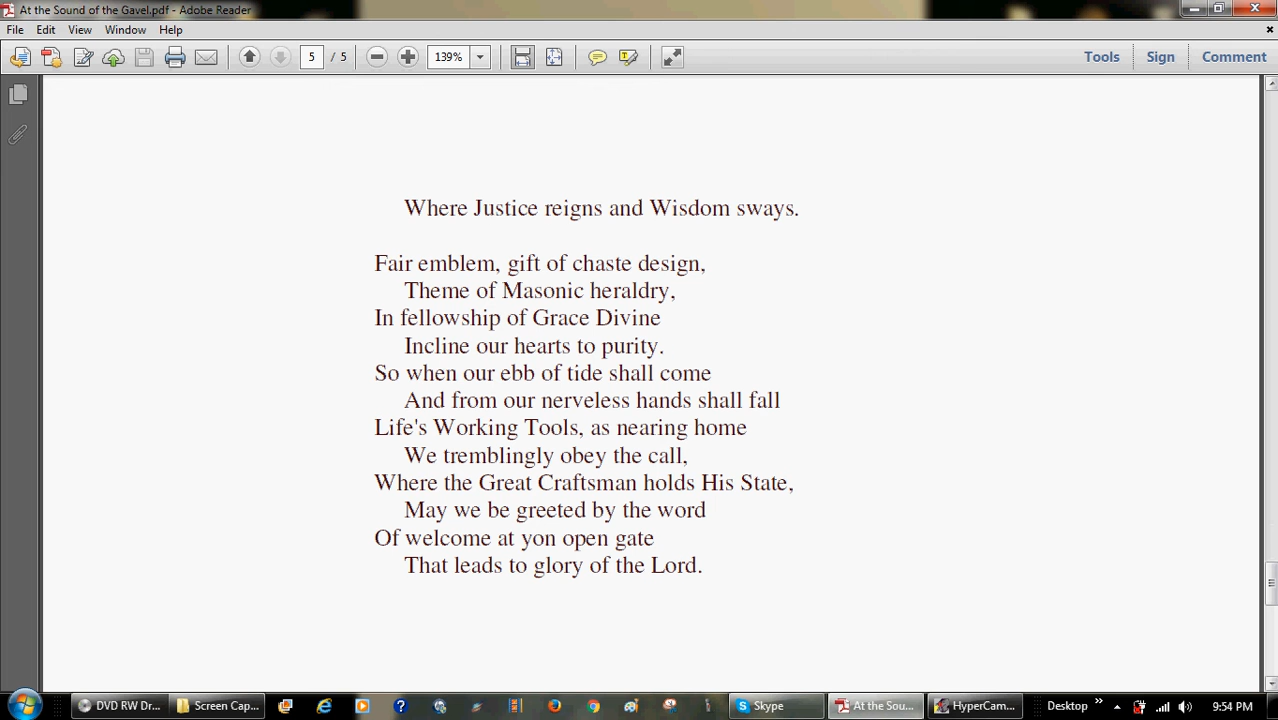 At the Sound of the Gavel.pdf - Adobe Reader
File Edit View Window Help
5 / 5 139% Tools Sign Comment
Where Justice reigns and Wisdom sways.
Fair emblem, gift of chaste design,
Theme of Masonic heraldry,
In fellowship of Grace Divine
Incline our hearts to purity.
So when our ebb of tide shall come
And from our nerveless hands shall fall
Life's Working Tools, as nearing home
We tremblingly obey the call,
Where the Great Craftsman holds His State,
May we be greeted by the word
Of welcome at yon open gate
That leads to glory of the Lord.
DVD RW Dr... Screen Cap... Skype At the Sou... HyperCam... Desktop 9:54 PM